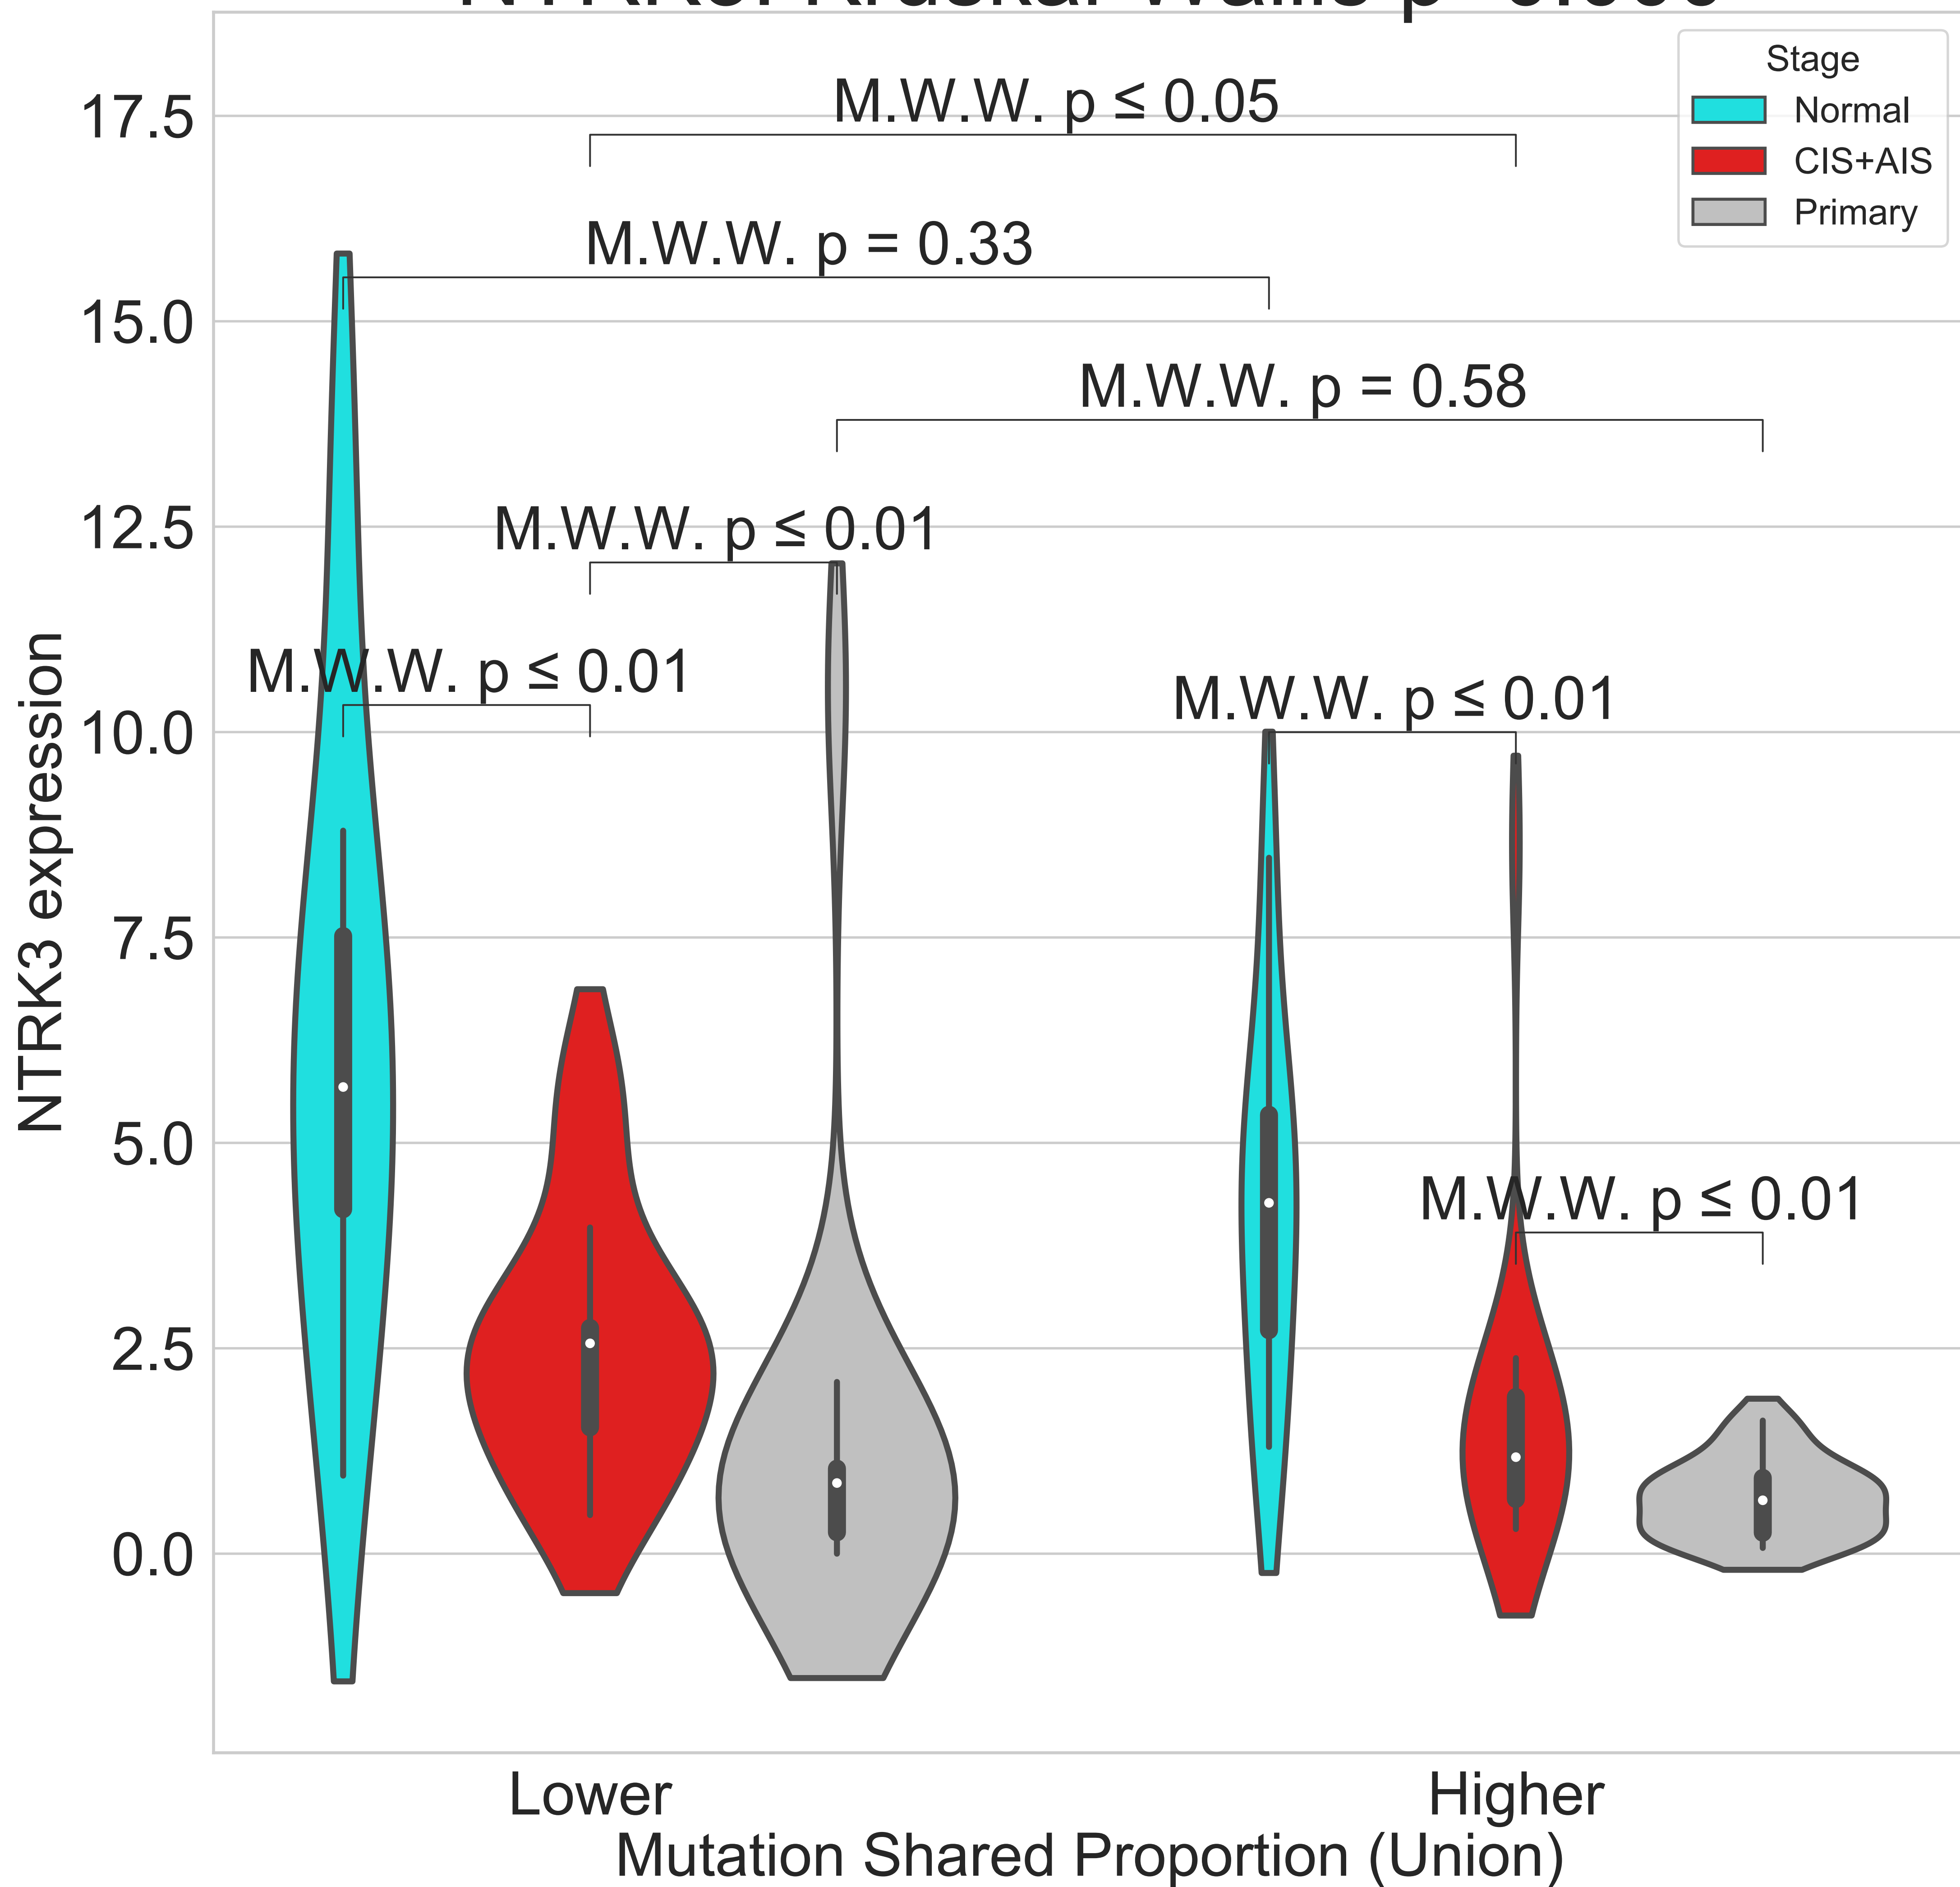 Stage
Normal
CIS+AIS
Primary
M.W.W. p ≤ 0.05
M.W.W. p = 0.33
M.W.W. p = 0.58
M.W.W. p ≤ 0.01
M.W.W. p ≤ 0.01
M.W.W. p ≤ 0.01
M.W.W. p ≤ 0.01
17.5
15.0
12.5
10.0
7.5
5.0
2.5
0.0
NTRK3 expression
Lower
Higher
Mutation Shared Proportion (Union)